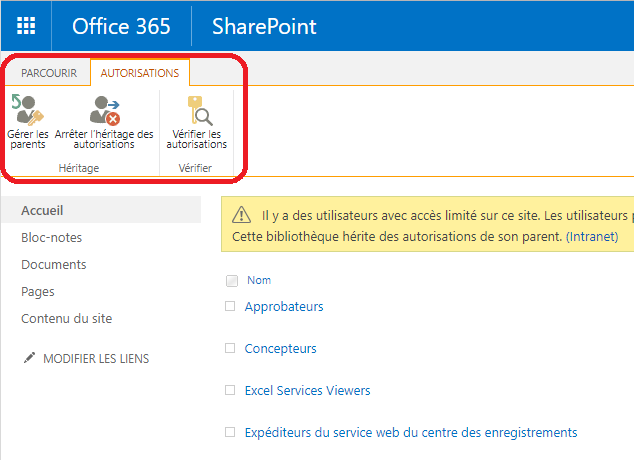 Office 365 SharePoint
PARCOURIR AUTORISATIONS
Gérer les parents
Arrêter l'héritage des autorisations
Vérifier les autorisations
Héritage
Vérifier
Accueil
Bloc-notes
Documents
Pages
Contenu du site
MODIFIER LES LIENS
Il y a des utilisateurs avec accès limité sur ce site. Les utilisateurs
Cette bibliothèque hérite des autorisations de son parent. (Intranet)
Nom
Approbateurs
Concepteurs
Excel Services Viewers
Expéditeurs du service web du centre des enregistrements